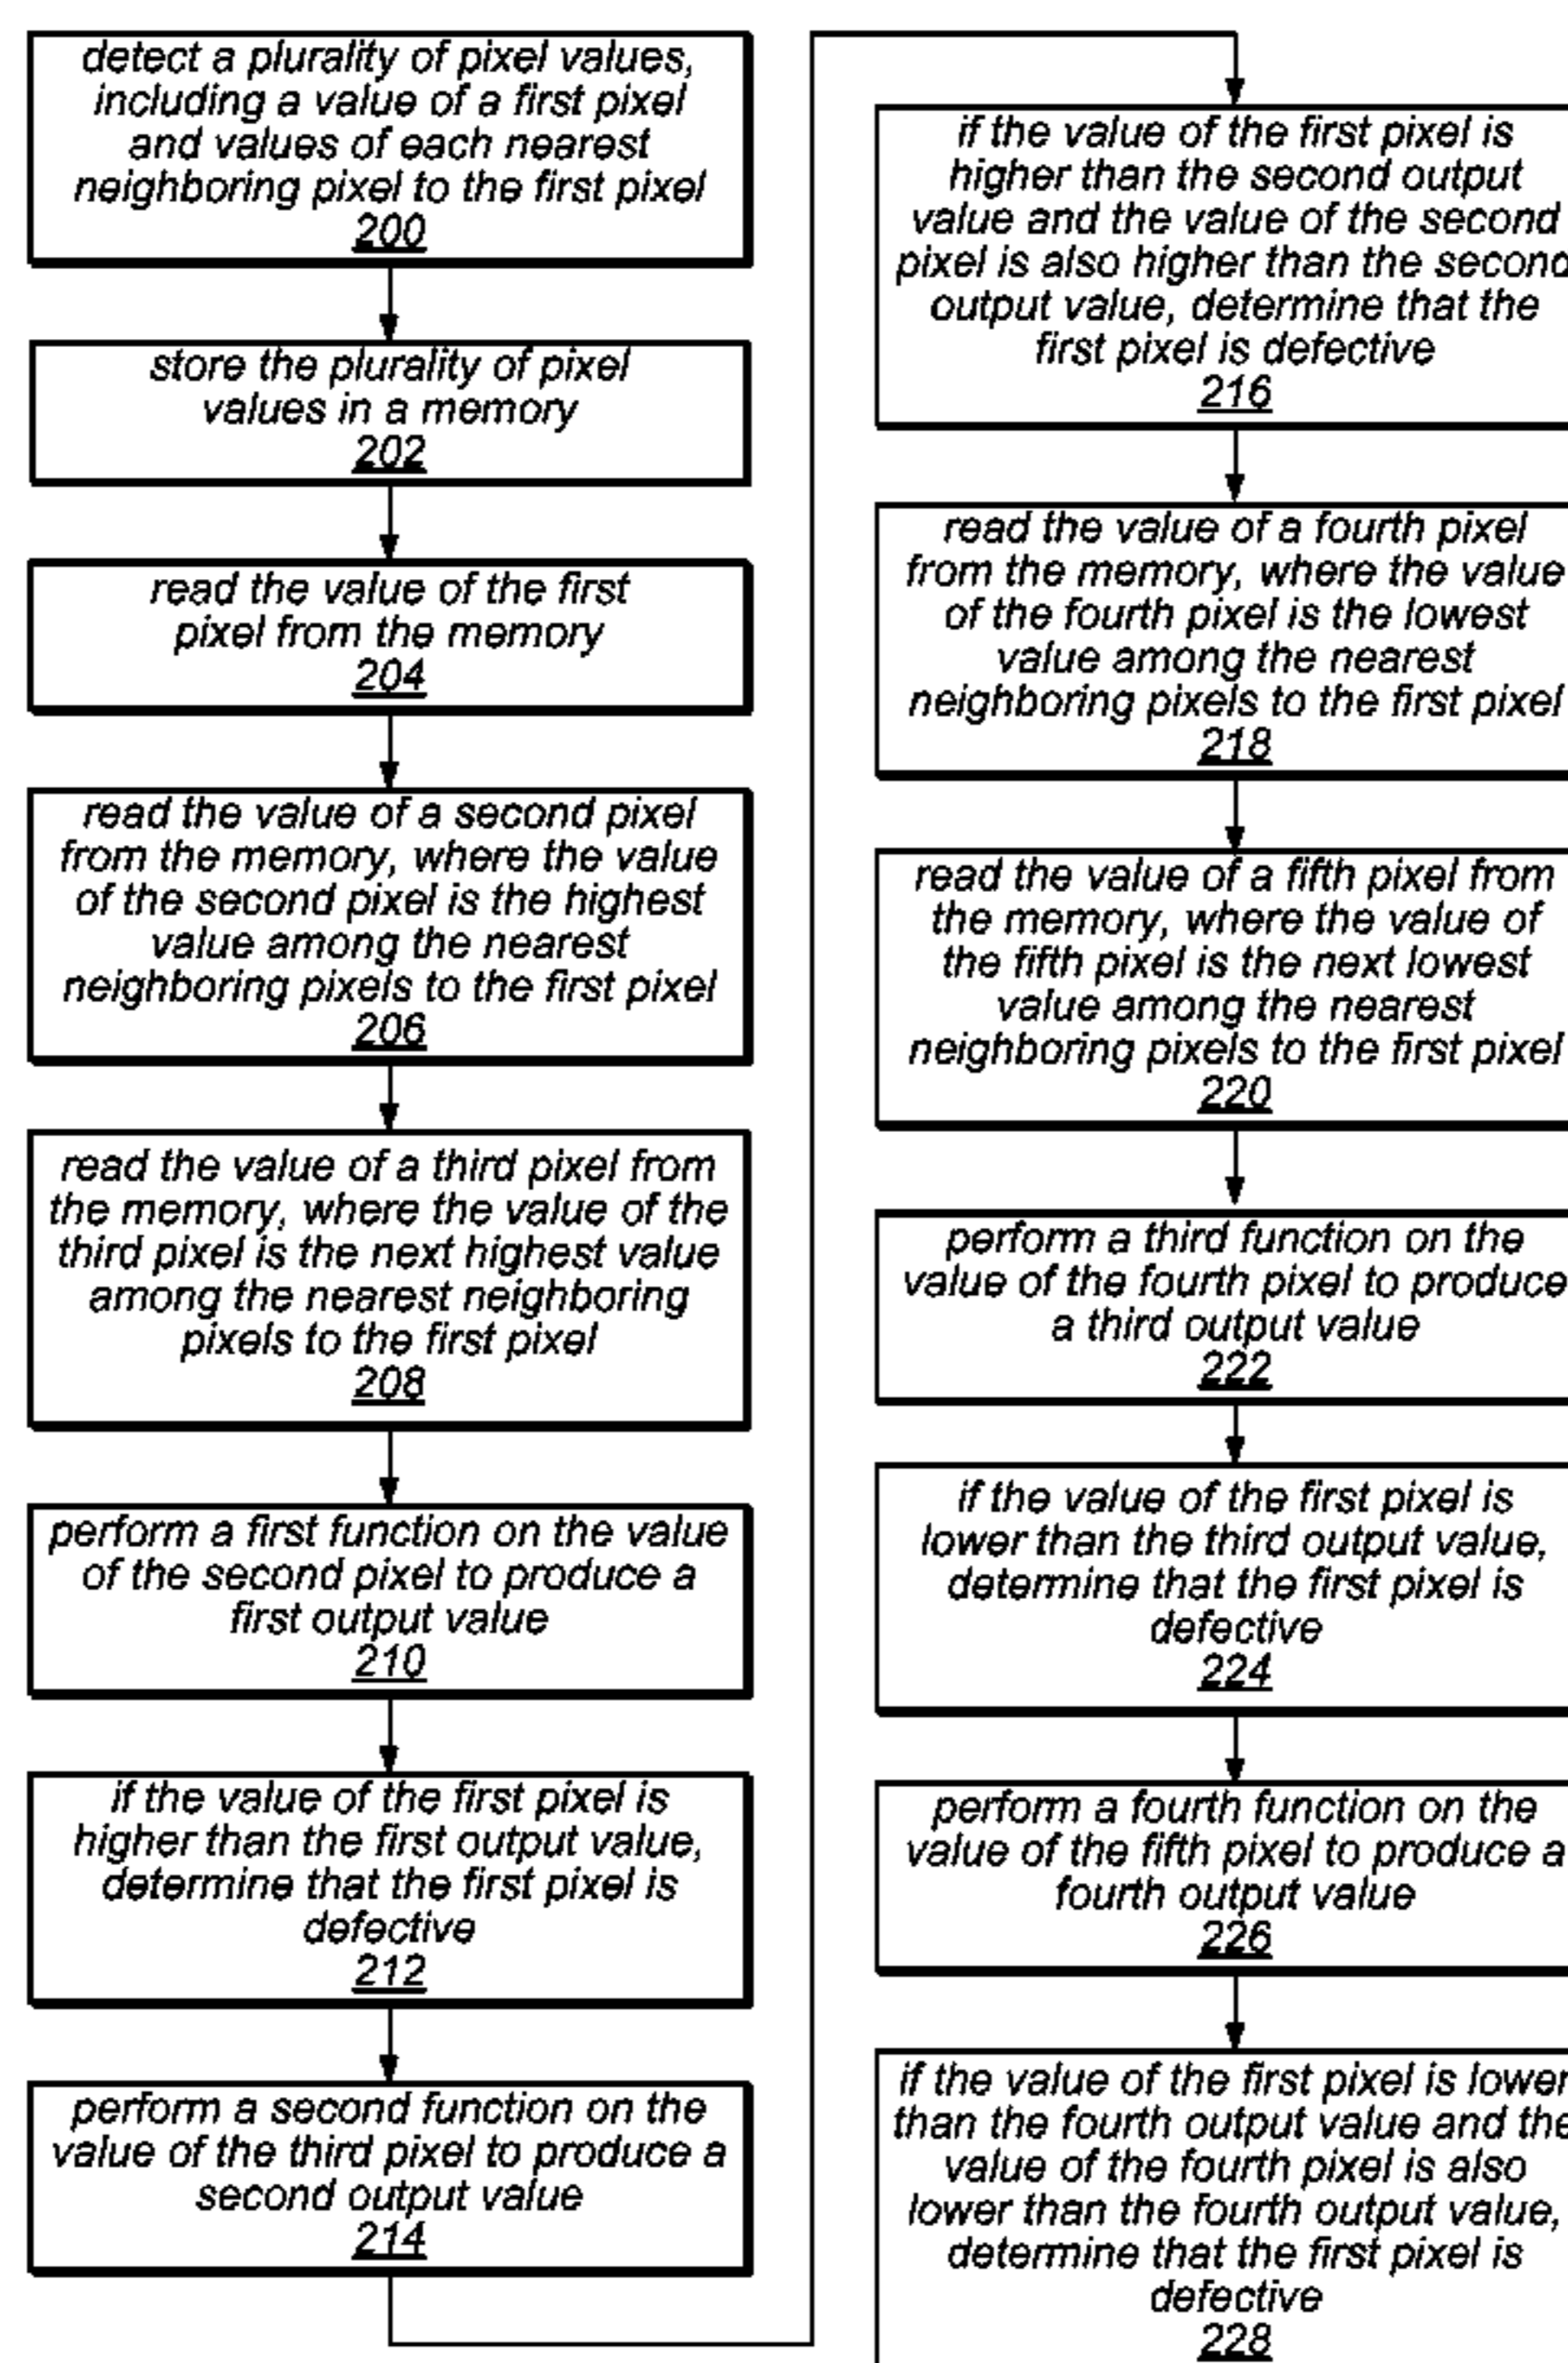 detect a plurality of pixel values,
including a value of a first pixel
and values of each nearest
neighboring pixel to the first pixel
200
store the plurality of pixel
values in a memory
202
read the value of the first
pixel from the memory
204
read the value of a second pixel
from the memory, where the value
of the second pixel is the highest
value among the nearest
neighboring pixels to the first pixel
206
read the value of a third pixel from
the memory, where the value of the
third pixel is the next highest value
among the nearest neighboring
pixels to the first pixel
208
perform a first function on the value
of the second pixel to produce a
first output value
210
if the value of the first pixel is
higher than the first output value,
determine that the first pixel is
defective
212
perform a second function on the
value of the third pixel to produce a
second output value
214
if the value of the first pixel is
higher than the second output
value and the value of the second
pixel is also higher than the second
output value, determine that the
first pixel is defective
216
read the value of a fourth pixel
from the memory, where the value
of the fourth pixel is the lowest
value among the nearest
neighboring pixels to the first pixel
218
read the value of a fifth pixel from
the memory, where the value of
the fifth pixel is the next lowest
value among the nearest
neighboring pixels to the first pixel
220
perform a third function on the
value of the fourth pixel to produce
a third output value
222
if the value of the first pixel is
lower than the third output value,
determine that the first pixel is
defective
224
perform a fourth function on the
value of the fifth pixel to produce a
fourth output value
226
if the value of the first pixel is lower
than the fourth output value and the
value of the fourth pixel is also
lower than the fourth output value,
determine that the first pixel is
defective
228